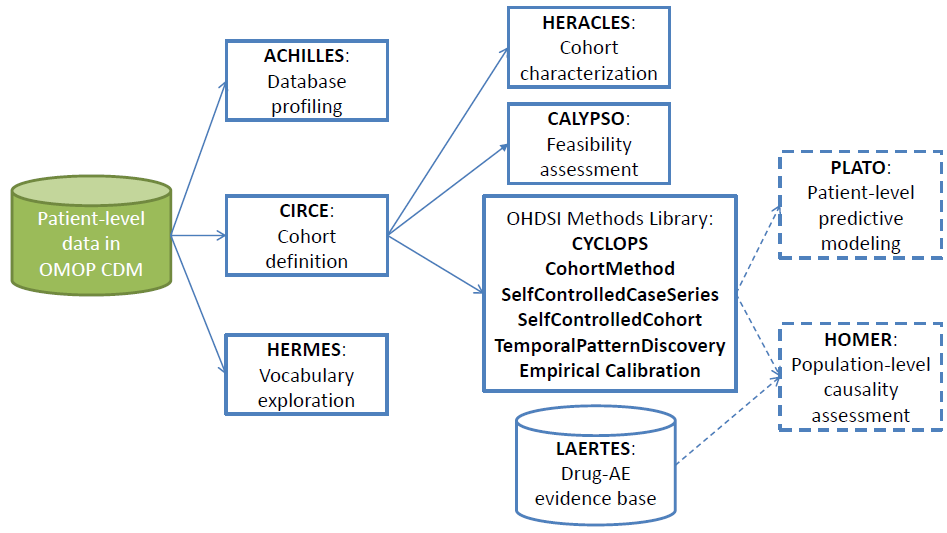 Patient-level
data in
OMOP CDM
ACHILLES:
Database
profiling
CIRCE:
Cohort
definition
HERMES:
Vocabulary
exploration
HERACLES:
Cohort
characterization
CALYPSO:
Feasibility
assessment
OHDSI Methods Library:
CYCLOPS
CohortMethod
SelfControlledCaseSeries
SelfControlledCohort
TemporalPatternDiscovery
Empirical Calibration
LAERTES:
Drug-AE
evidence base
PLATO:
Patient-level
predictive
modeling
HOMER:
Population-level
causality
assessment